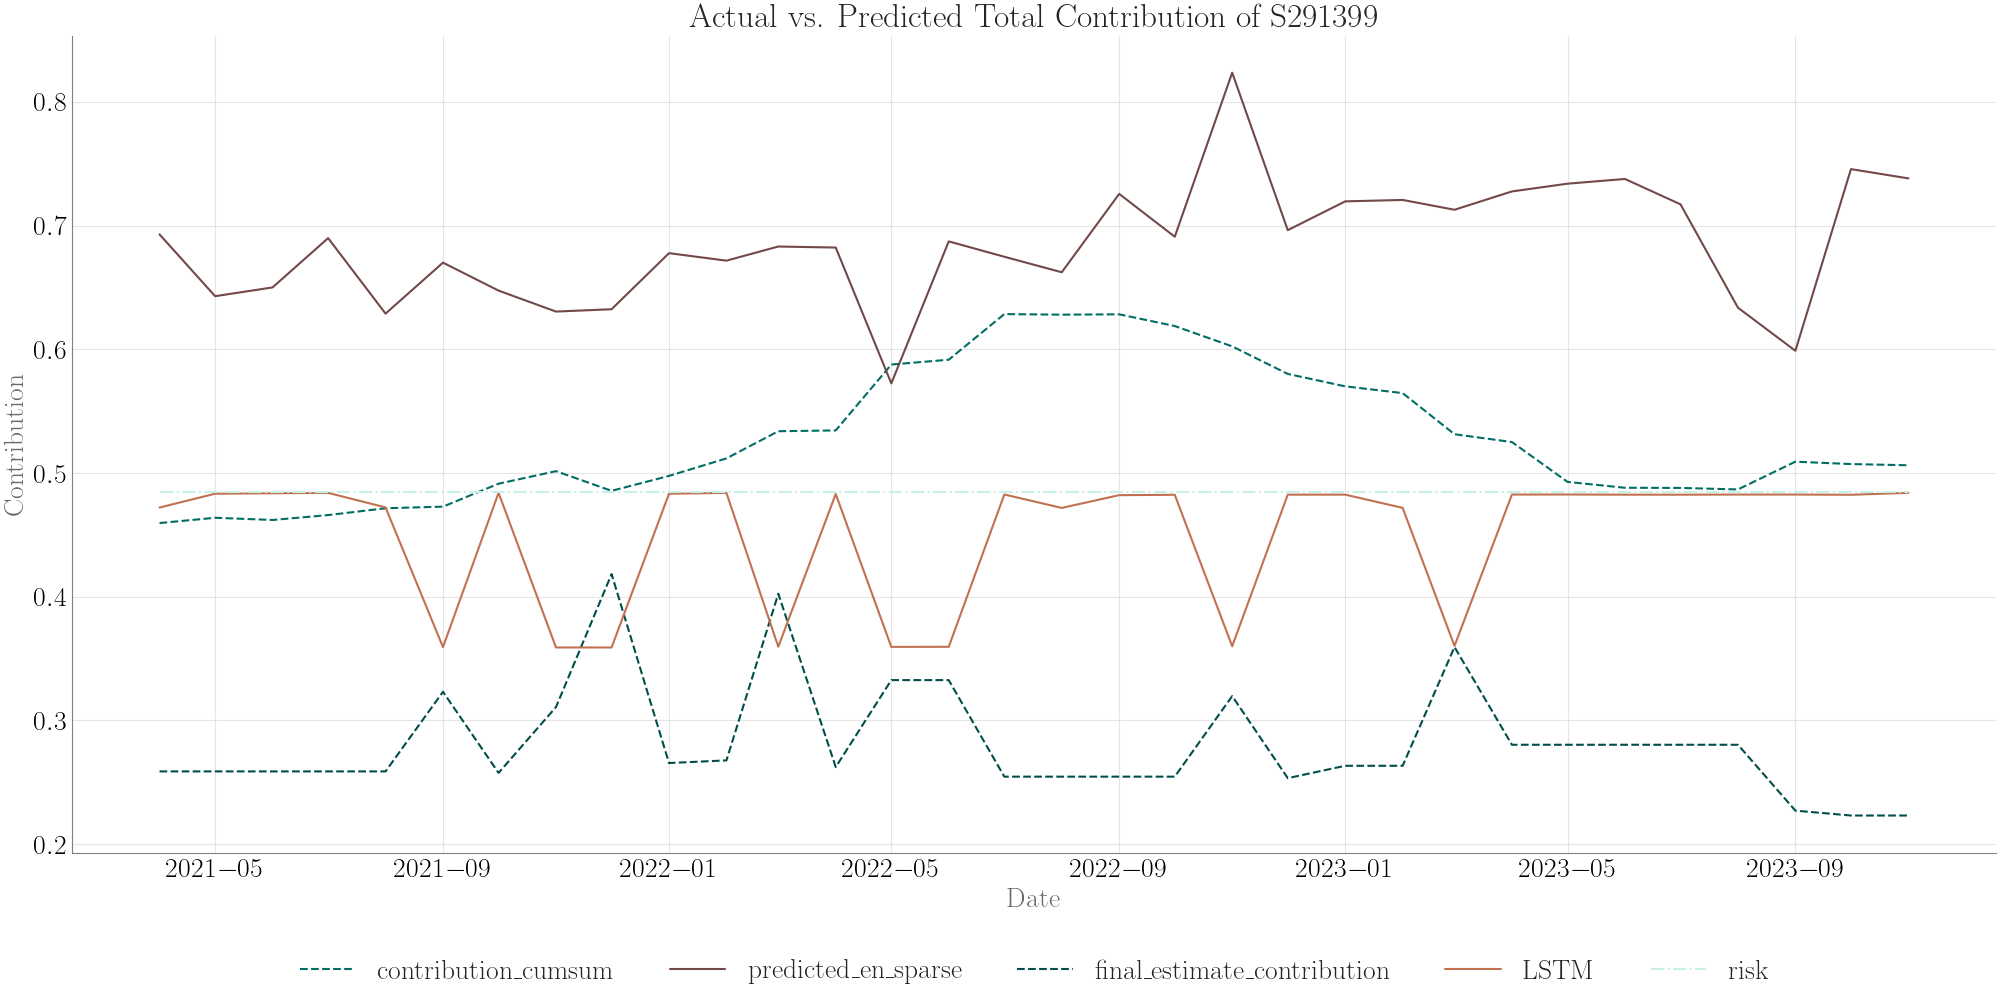 Actual vs. Predicted Total Contribution of S291399
Contribution
0.8
0.7
0.6
0.5
0.4
0.3
0.2
2021−05 2021−09 2022−01 2022−05 2022−09 2023−01 2023−05 2023−09
Date
contribution_cumsum predicted_en_sparse final_estimate_contribution LSTM risk